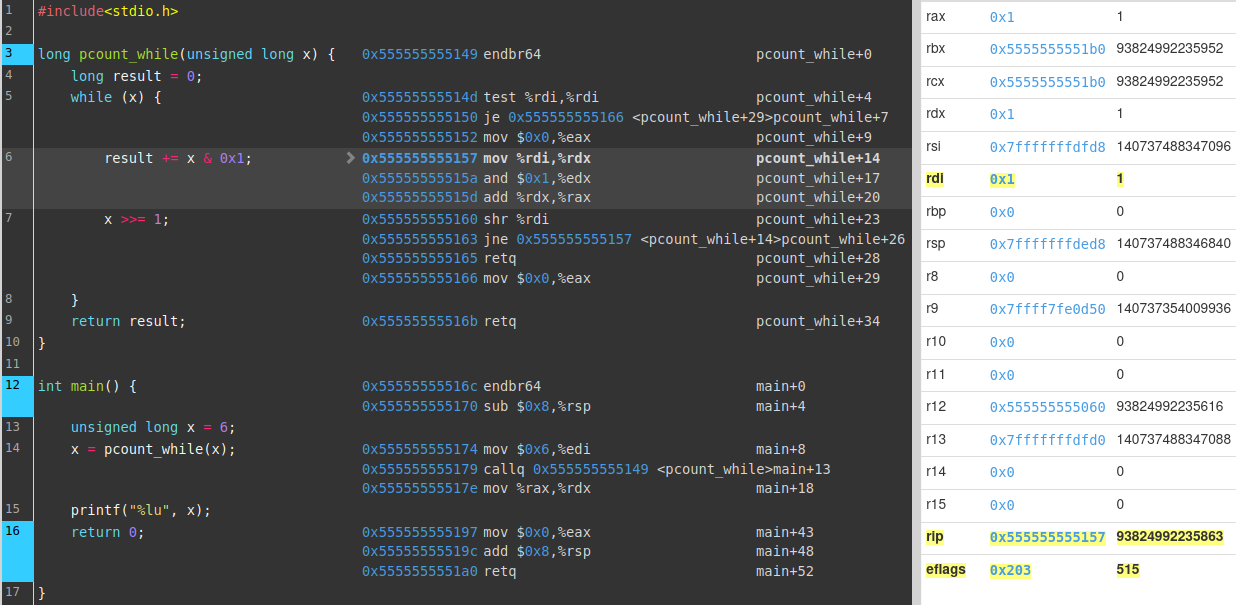 1 #include<stdio.h>
2
3 long pcount_while(unsigned long x) { 0x555555555149 endbr64 pcount_while+0
4 long result = 0;
5 while (x) { 0x55555555514d test %rdi,%rdi pcount_while+4
0x555555555150 je 0x555555555166 <pcount_while+29>pcount_while+7
0x555555555152 mov $0x0,%eax pcount_while+9
6 result += x & 0x1; 0x555555555157 mov %rdi,%rdx pcount_while+14
0x55555555515a and $0x1,%edx pcount_while+17
0x55555555515d add %rdx,%rax pcount_while+20
7 x >>= 1; 0x555555555160 shr %rdi pcount_while+23
0x555555555163 jne 0x555555555157 <pcount_while+14>pcount_while+26
0x555555555165 retq pcount_while+28
0x555555555166 mov $0x0,%eax pcount_while+29
8 }
9 return result; 0x55555555516b retq pcount_while+34
10 }
11
12 int main() { 0x55555555516c endbr64 main+0
0x555555555170 sub $0x8,%rsp main+4
13 unsigned long x = 6;
14 x = pcount_while(x); 0x555555555174 mov $0x6,%edi main+8
0x555555555179 callq 0x555555555149 <pcount_while>main+13
0x55555555517e mov %rax,%rdx main+18
15 printf("%lu", x);
16 return 0; 0x555555555197 mov $0x0,%eax main+43
0x55555555519c add $0x8,%rsp main+48
0x5555555551a0 retq main+52
17 }
rax 0x1 1
rbx 0x5555555551b0 93824992235952
rcx 0x5555555551b0 93824992235952
rdx 0x1 1
rsi 0x7fffffffdfd8 140737488347096
rdi 0x1 1
rbp 0x0 0
rsp 0x7fffffffded8 140737488346840
r8 0x0 0
r9 0x7ffff7fe0d50 140737354009936
r10 0x0 0
r11 0x0 0
r12 0x555555555060 93824992235616
r13 0x7fffffffdfd0 140737488347088
r14 0x0 0
r15 0x0 0
rip 0x555555555157 93824992235863
eflags 0x203 515